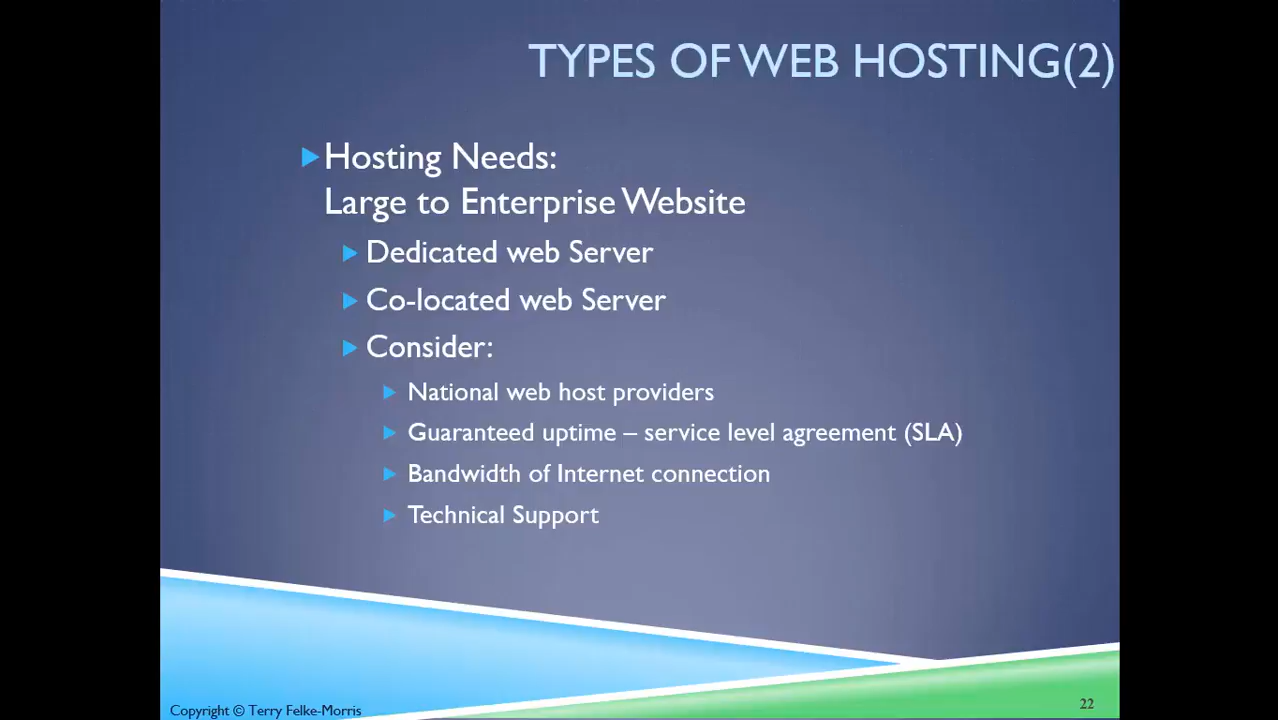 TYPES OF WEB HOSTING(2)
Hosting Needs:
Large to Enterprise Website
Dedicated web Server
Co-located web Server
Consider:
National web host providers
Guaranteed uptime – service level agreement (SLA)
Bandwidth of Internet connection
Technical Support
Copyright © Terry Felke-Morris
22